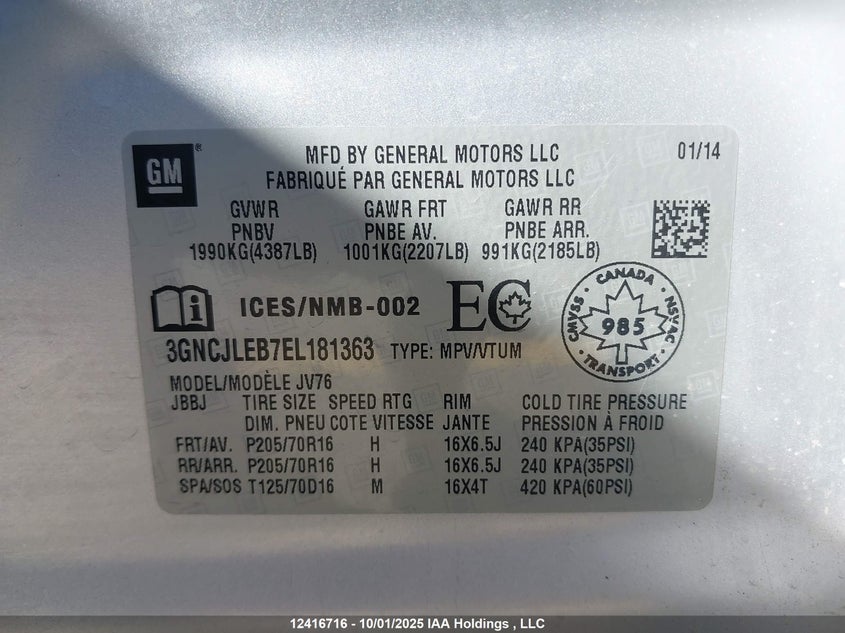 GM ®
MFD BY GENERAL MOTORS LLC 01/14
FABRIQUÉ PAR GENERAL MOTORS LLC
GVWR GAWR FRT GAWR RR
PNBV PNBE AV. PNBE ARR.
1990KG(4387LB) 1001KG(2207LB) 991KG(2185LB)
ICES/NMB-002 EC
CANADA
CMVSS 985 NSVAC
TRANSPORT
3GNCJLEB7EL181363 TYPE: MPV/VTUM
MODEL/MODÈLE JV76
JBBJ TIRE SIZE SPEED RTG RIM COLD TIRE PRESSURE
DIM. PNEU COTE VITESSE JANTE PRESSION À FROID
FRT/AV. P205/70R16 H 16X6.5J 240 KPA(35PSI)
RR/ARR. P205/70R16 H 16X6.5J 240 KPA(35PSI)
SPA/SOS T125/70D16 M 16X4T 420 KPA(60PSI)
12416716 - 10/01/2025 IAA Holdings , LLC